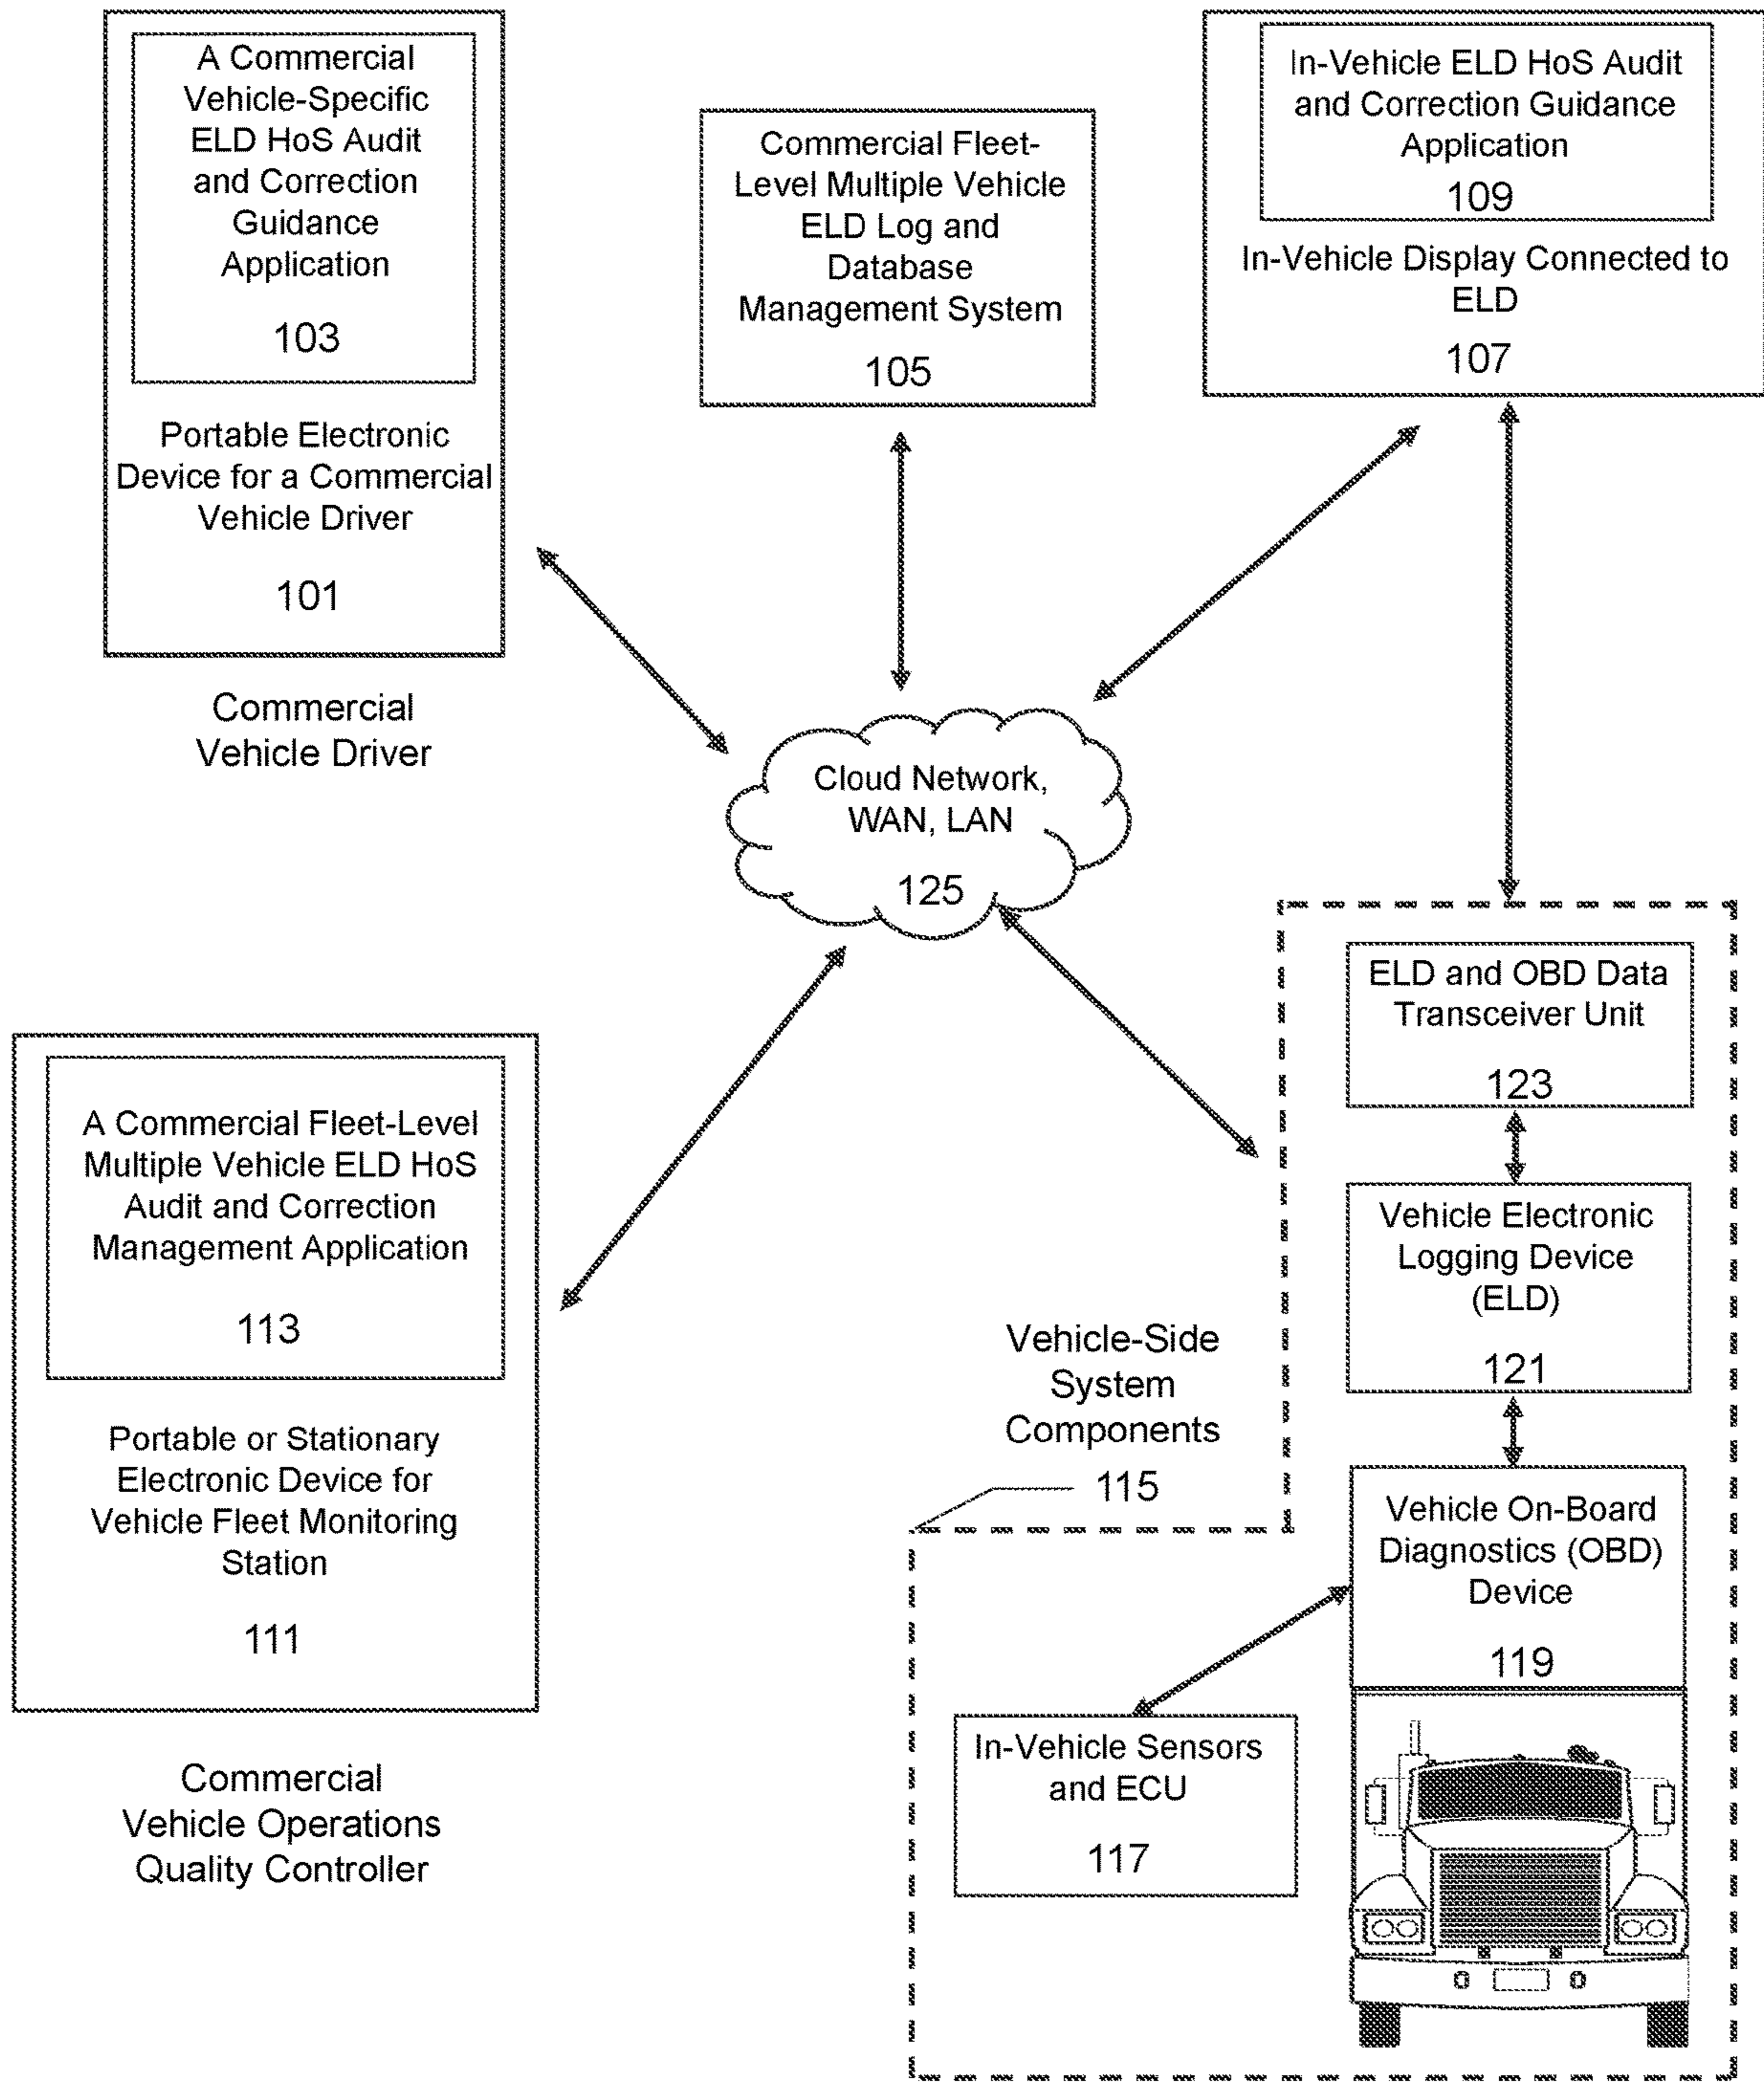 A Commercial
Vehicle-Specific
ELD HoS Audit
and Correction
Guidance
Application
103
Portable Electronic
Device for a Commercial
Vehicle Driver
101
Commercial
Vehicle Driver
Commercial Fleet-
Level Multiple Vehicle
ELD Log and
Database
Management System
105
In-Vehicle ELD HoS Audit
and Correction Guidance
Application
109
In-Vehicle Display Connected to
ELD
107
Cloud Network,
WAN, LAN
125
A Commercial Fleet-Level
Multiple Vehicle ELD HoS
Audit and Correction
Management Application
113
Portable or Stationary
Electronic Device for
Vehicle Fleet Monitoring
Station
111
Commercial
Vehicle Operations
Quality Controller
Vehicle-Side
System
Components
115
ELD and OBD Data
Transceiver Unit
123
Vehicle Electronic
Logging Device
(ELD)
121
Vehicle On-Board
Diagnostics (OBD)
Device
119
In-Vehicle Sensors
and ECU
117